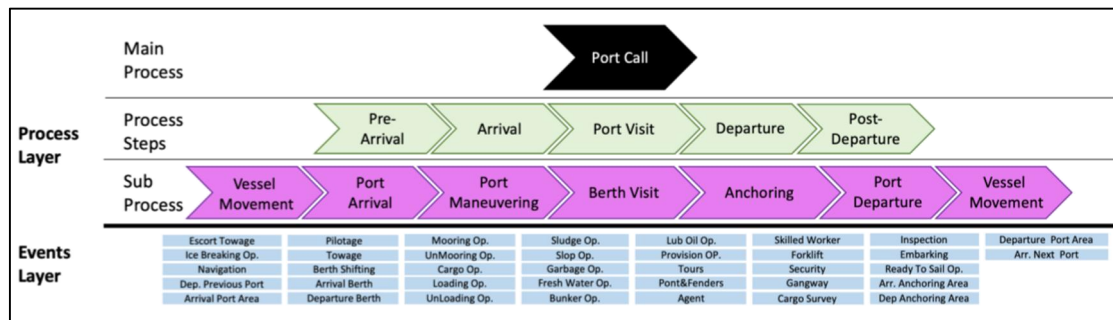 Main
Process
Port Call
Process
Layer
Process
Steps
Pre-
Arrival
Arrival
Port Visit
Departure
Post-
Departure
Sub
Process
Vessel
Movement
Port
Arrival
Port
Maneuvering
Berth Visit
Anchoring
Port
Departure
Vessel
Movement
Events
Layer
Escort Towage
Ice Breaking Op.
Navigation
Dep. Previous Port
Arrival Port Area
Pilotage
Towage
Berth Shifting
Arrival Berth
Departure Berth
Mooring Op.
UnMooring Op.
Cargo Op.
Loading Op.
UnLoading Op.
Sludge Op.
Slop Op.
Garbage Op.
Fresh Water Op.
Bunker Op.
Lub Oil Op.
Provision OP.
Tours
Pont&Fenders
Agent
Skilled Worker
Forklift
Security
Gangway
Cargo Survey
Inspection
Embarking
Ready To Sail Op.
Arr. Anchoring Area
Dep Anchoring Area
Departure Port Area
Arr. Next Port